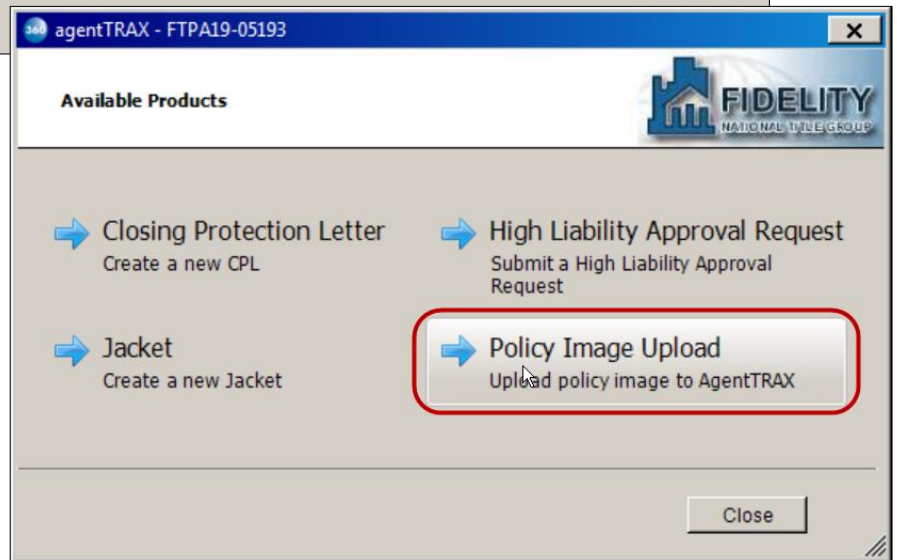 360 agentTRAX - FTPA19-05193
Available Products
FIDELITY
NATIONAL TITLE GROUP
Closing Protection Letter
Create a new CPL
High Liability Approval Request
Submit a High Liability Approval
Request
Jacket
Create a new Jacket
Policy Image Upload
Upload policy image to AgentTRAX
Close